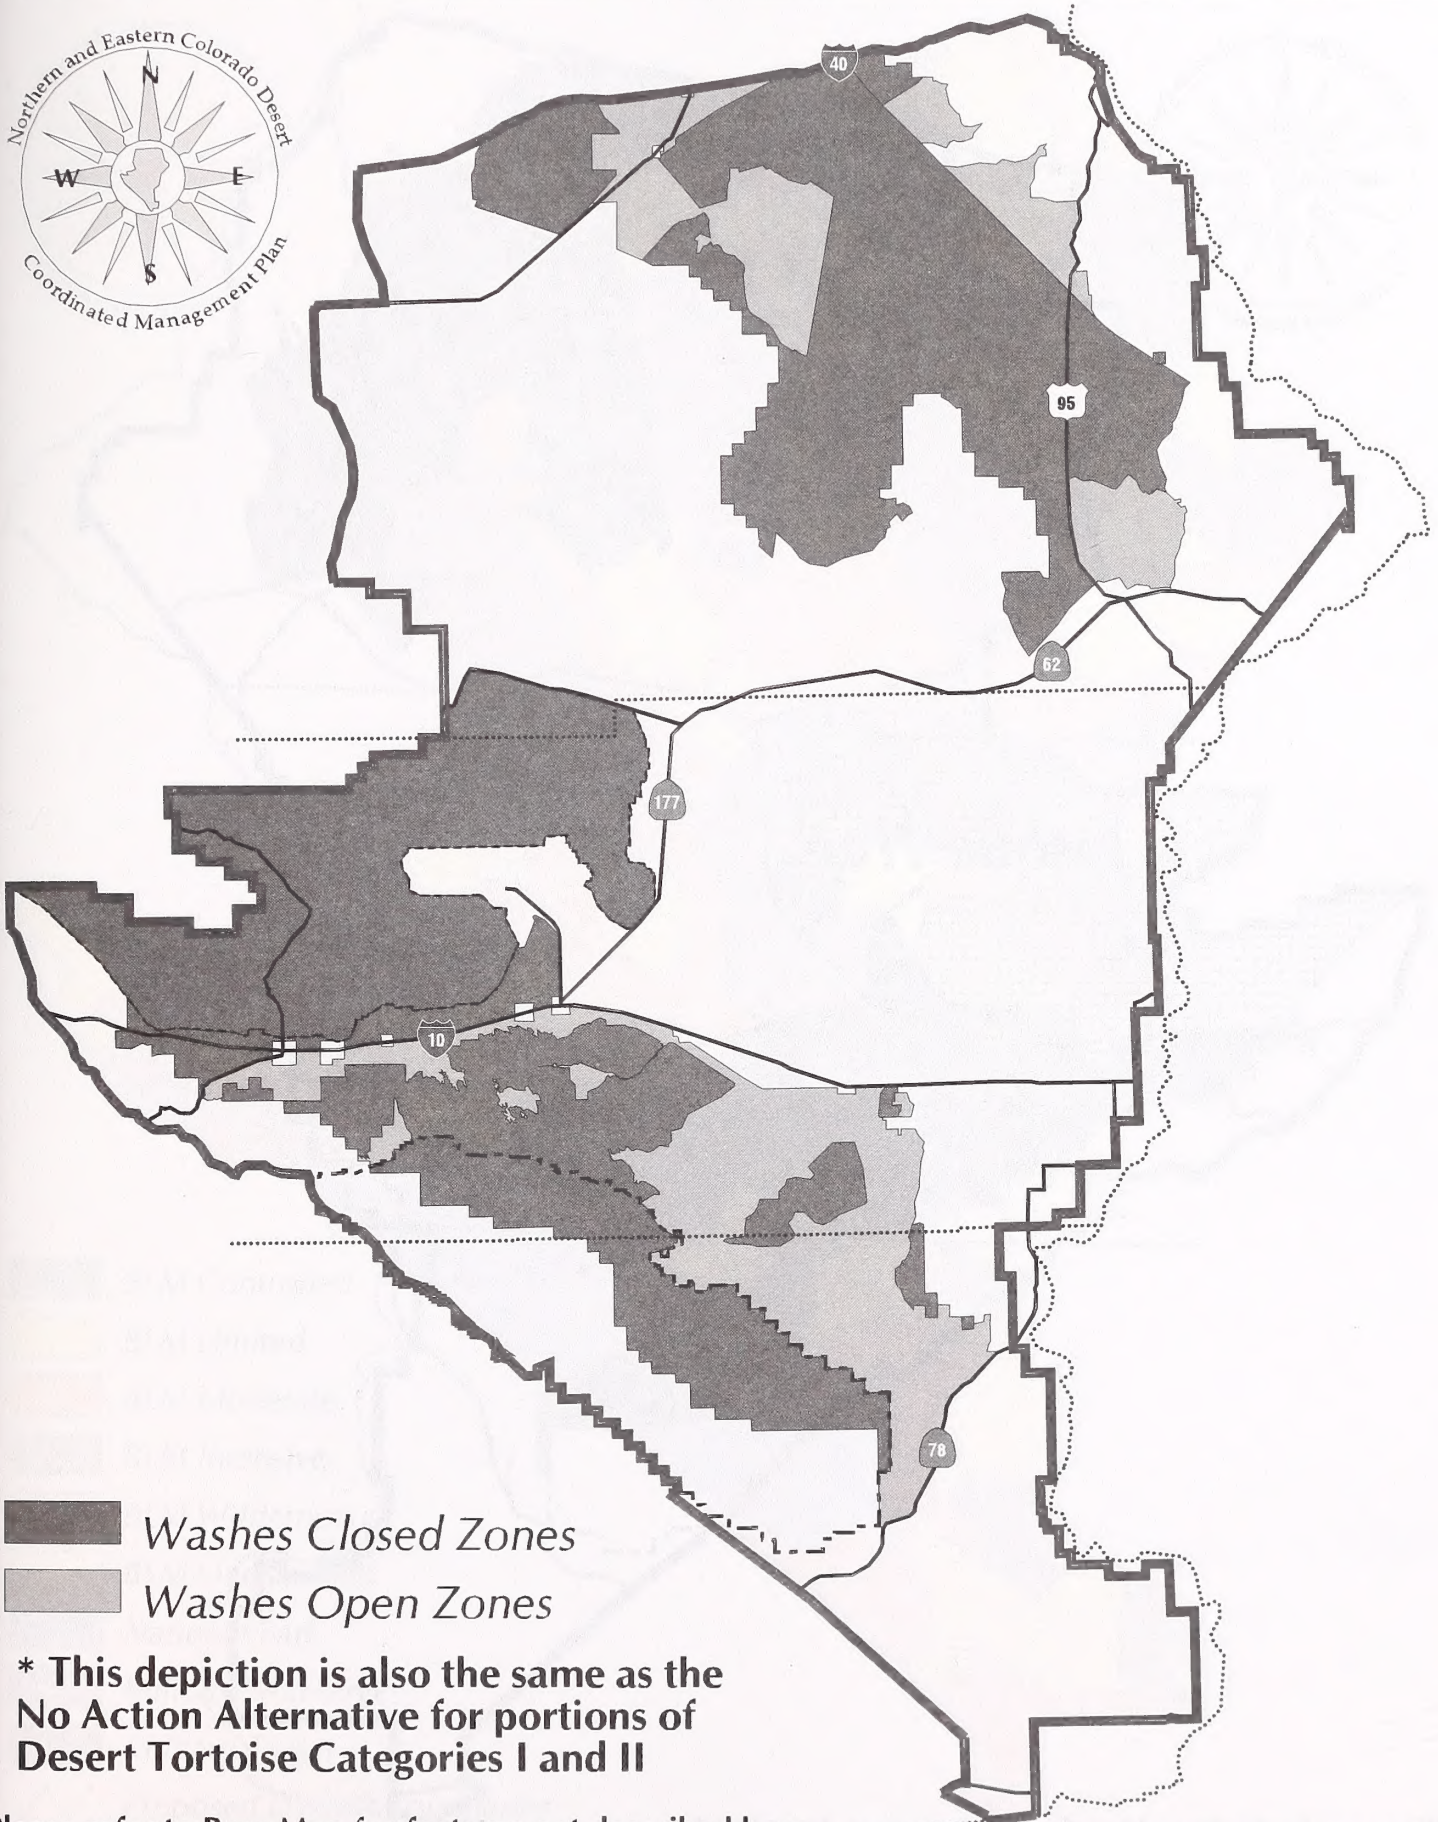 Northern and Eastern Colorado Desert
N
W
E
S
Coordinated Management Plan
40
95
62
177
10
78
Washes Closed Zones
Washes Open Zones
* This depiction is also the same as the
No Action Alternative for portions of
Desert Tortoise Categories I and II